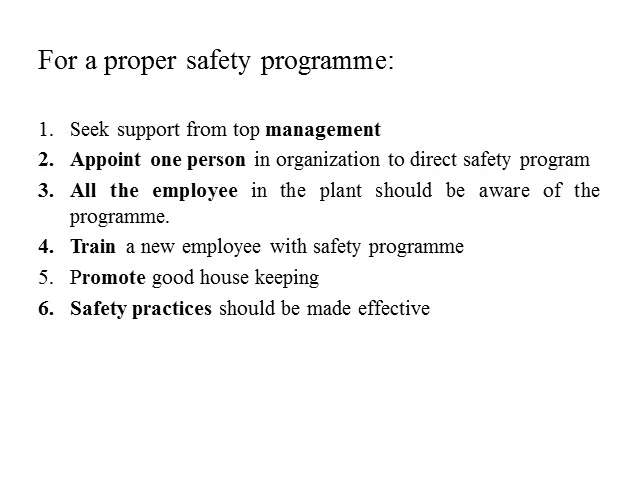 For a proper safety programme:
1. Seek support from top management
2. Appoint one person in organization to direct safety program
3. All the employee in the plant should be aware of the
programme.
4. Train a new employee with safety programme
5. Promote good house keeping
6. Safety practices should be made effective